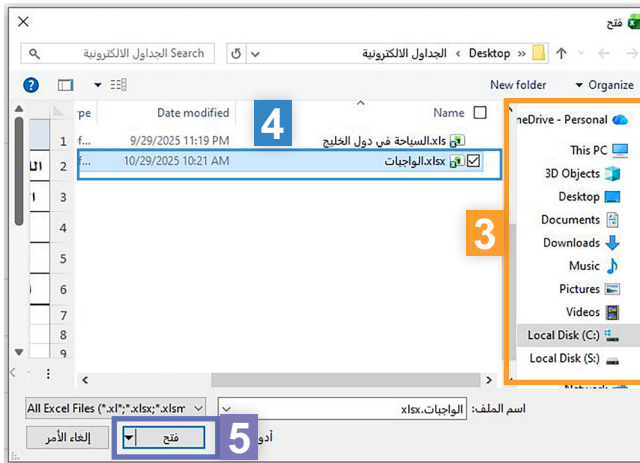 فتح
الجداول الالكترونية
Desktop
Search الجداول الالكترونية
Organize
New folder
Name
Date modified
السياحة في دول الخليج.xls
9/29/2025 11:19 PM
الواجبات.xlsx
10/29/2025 10:21 AM
OneDrive - Personal
This PC
3D Objects
Desktop
Documents
Downloads
Music
Pictures
Videos
Local Disk (C:)
Local Disk (S:)
Network
3
4
5
1
2
3
4
5
6
7
8
9
اسم الملف:
الواجبات.xlsx
All Excel Files (*.xl*;*.xlsx;*.xlsm
فتح
إلغاء الأمر